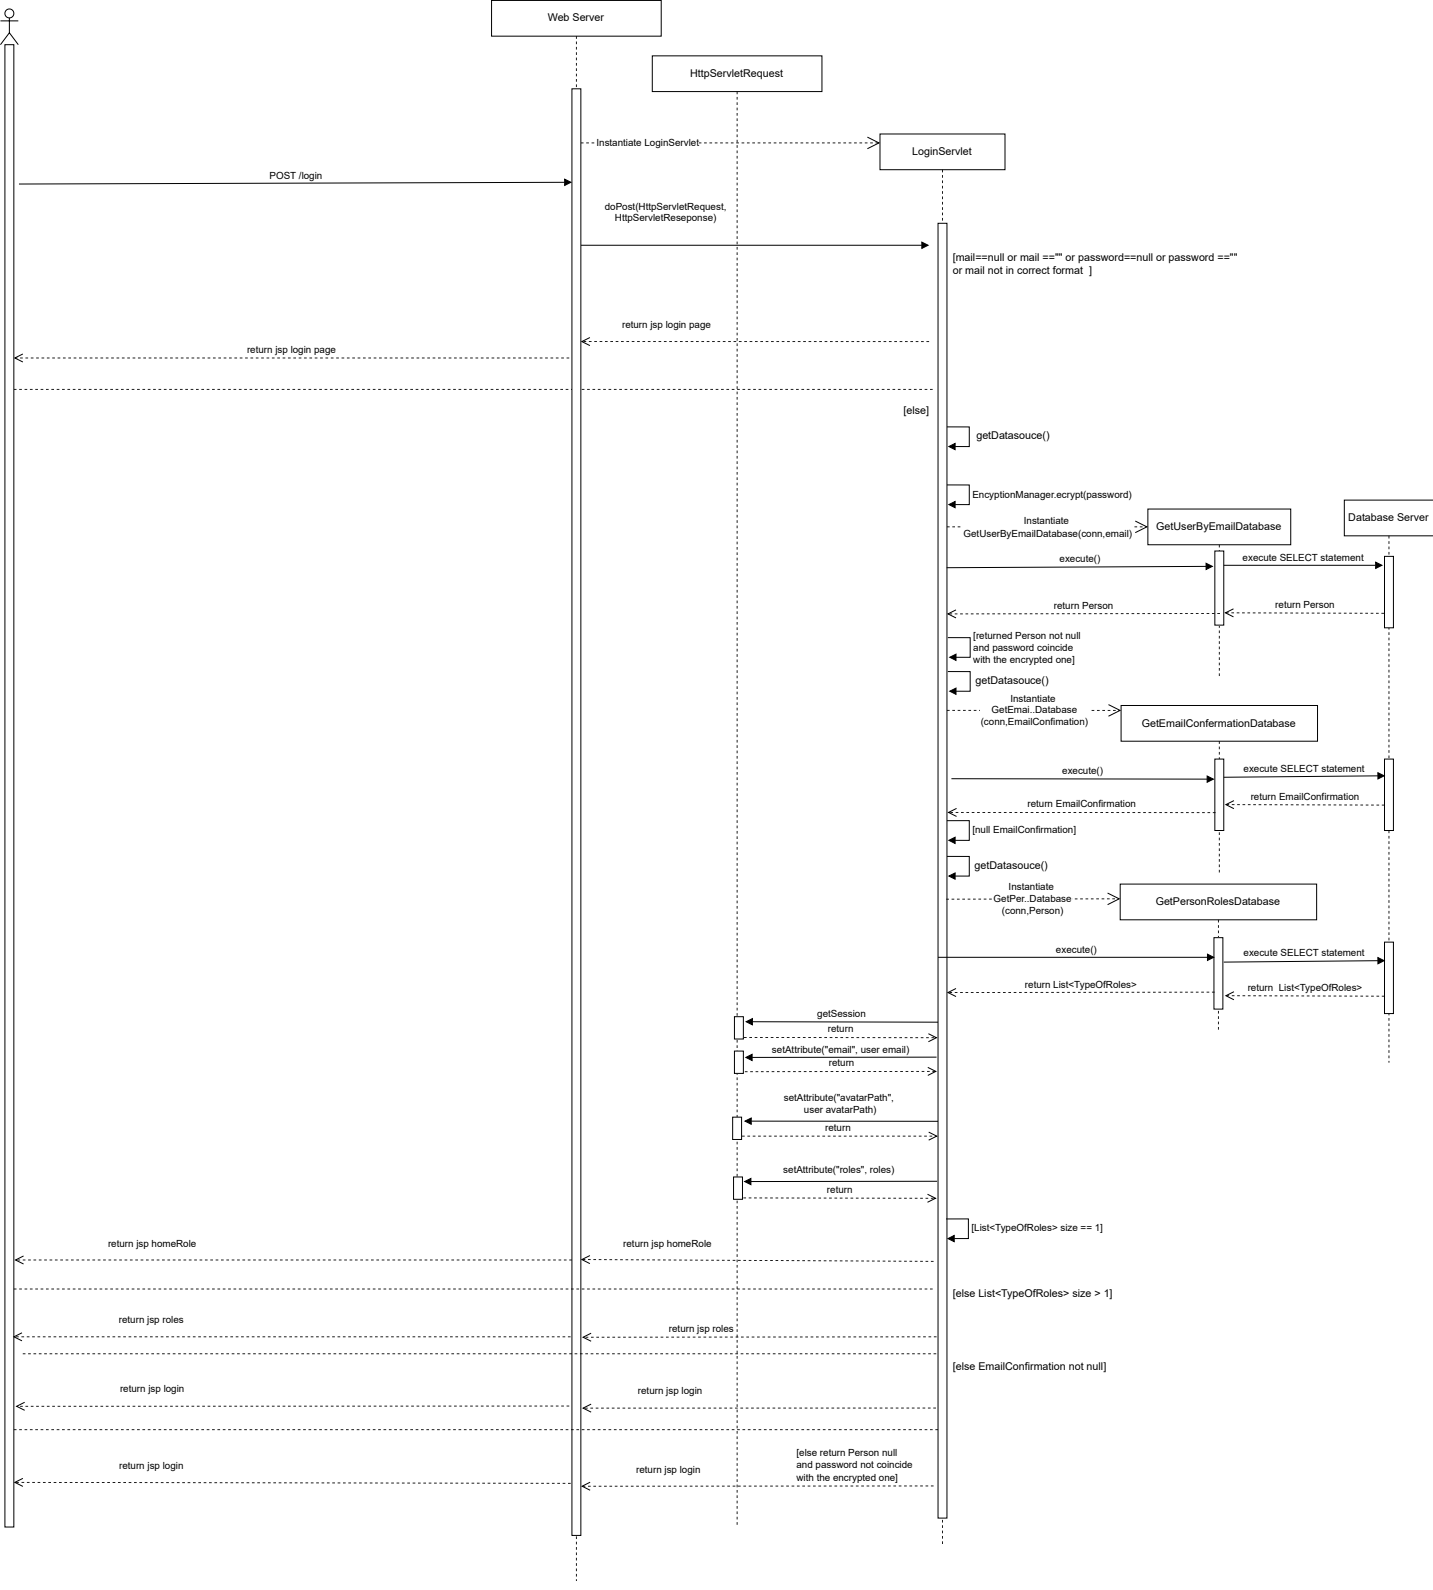 Web Server
HttpServletRequest
Instantiate LoginServlet
LoginServlet
POST /login
doPost(HttpServletRequest,
HttpServletReseponse)
[mail==null or mail =="" or password==null or password ==""
or mail not in correct format  ]
return jsp login page
return jsp login page
[else]
getDatasouce()
EncyptionManager.ecrypt(password)
Instantiate
GetUserByEmailDatabase(conn,email)
GetUserByEmailDatabase
Database Server
execute()
execute SELECT statement
return Person
return Person
[returned Person not null
and password coincide
with the encrypted one]
getDatasouce()
Instantiate
GetEmai..Database
(conn,EmailConfimation)
GetEmailConfermationDatabase
execute()
execute SELECT statement
return EmailConfirmation
return EmailConfirmation
[null EmailConfirmation]
getDatasouce()
Instantiate
GetPer..Database
(conn,Person)
GetPersonRolesDatabase
execute()
execute SELECT statement
return List<TypeOfRoles>
return  List<TypeOfRoles>
getSession
return
setAttribute("email", user email)
return
setAttribute("avatarPath",
user avatarPath)
return
setAttribute("roles", roles)
return
[List<TypeOfRoles> size == 1]
return jsp homeRole
return jsp homeRole
[else List<TypeOfRoles> size > 1]
return jsp roles
return jsp roles
[else EmailConfirmation not null]
return jsp login
return jsp login
[else return Person null
and password not coincide
with the encrypted one]
return jsp login
return jsp login